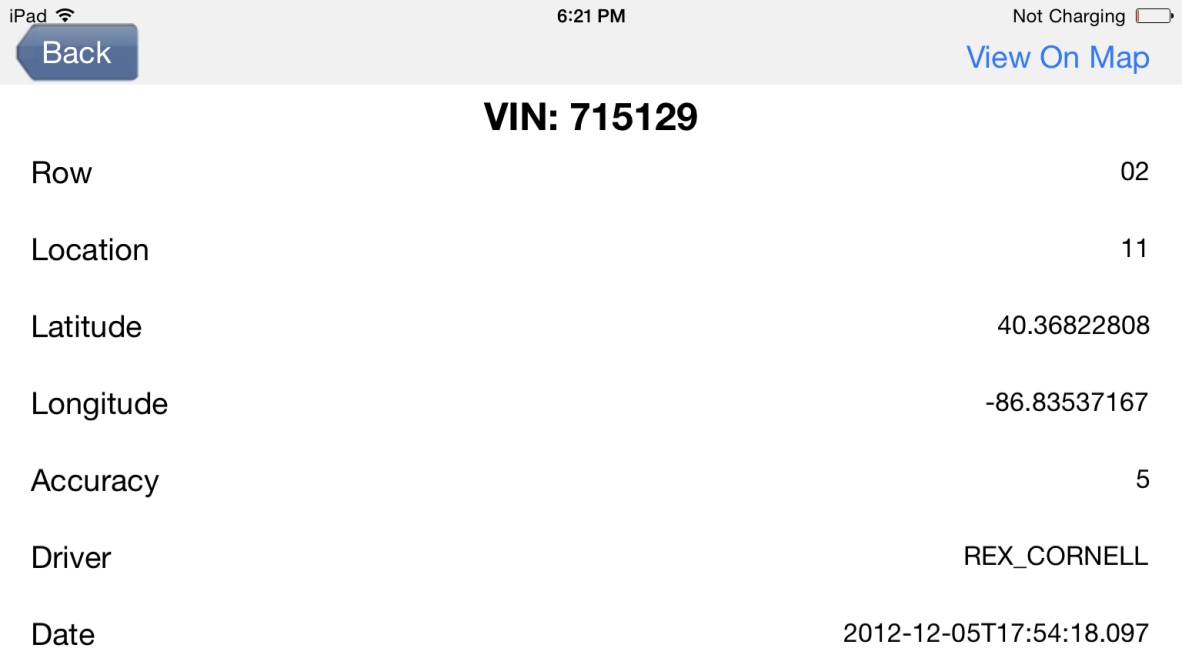 iPad 6:21 PM Not Charging
Back View On Map
VIN: 715129
Row 02
Location 11
Latitude 40.36822808
Longitude -86.83537167
Accuracy 5
Driver REX_CORNELL
Date 2012-12-05T17:54:18.097